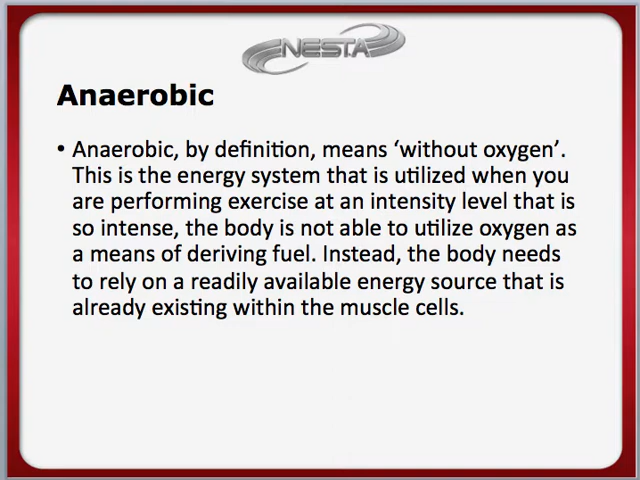 NESTA
Anaerobic
• Anaerobic, by definition, means ‘without oxygen’.
This is the energy system that is utilized when you
are performing exercise at an intensity level that is
so intense, the body is not able to utilize oxygen as
a means of deriving fuel. Instead, the body needs
to rely on a readily available energy source that is
already existing within the muscle cells.